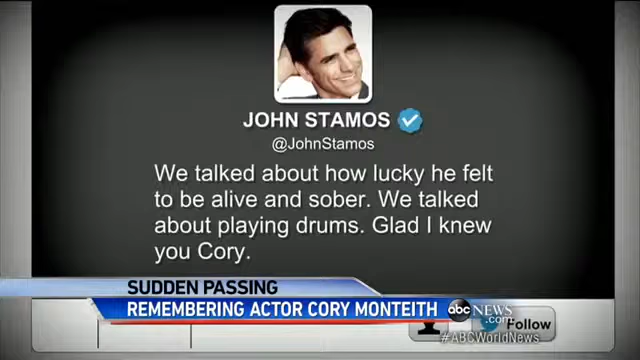 JOHN STAMOS
@JohnStamos
We talked about how lucky he felt
to be alive and sober. We talked
about playing drums. Glad I knew
you Cory.
SUDDEN PASSING
REMEMBERING ACTOR CORY MONTEITH
abc NEWS
.com
Follow
#ABCWorldNews